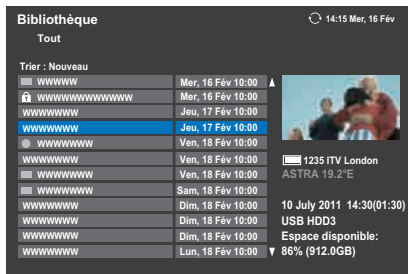 Bibliothèque
14:15 Mer, 16 Fév
Tout
Trier : Nouveau
wwwww Mer, 16 Fév 10:00
wwwwwwwwwwww Mer, 16 Fév 10:00
wwwwwww Jeu, 17 Fév 10:00
wwwwwww Jeu, 17 Fév 10:00
wwwwwww Ven, 18 Fév 10:00
wwwwwww Ven, 18 Fév 10:00
wwwwwww Ven, 18 Fév 10:00
wwwwwww Sam, 18 Fév 10:00
wwwwwww Dim, 18 Fév 10:00
wwwwwww Dim, 18 Fév 10:00
wwwwwww Dim, 18 Fév 10:00
wwwwwww Lun, 18 Fév 10:00
1235 ITV London
ASTRA 19.2°E
10 July 2011 14:30(01:30)
USB HDD3
Espace disponible:
86% (912.0GB)